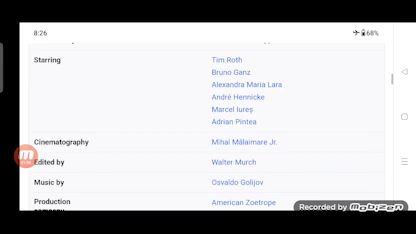 8:26
68%
Starring Tim Roth
Bruno Ganz
Alexandra Maria Lara
André Hennicke
Marcel Iureș
Adrian Pintea
Cinematography Mihai Mălaimare Jr.
Edited by Walter Murch
Music by Osvaldo Golijov
Production American Zoetrope
Recorded by Mobizen